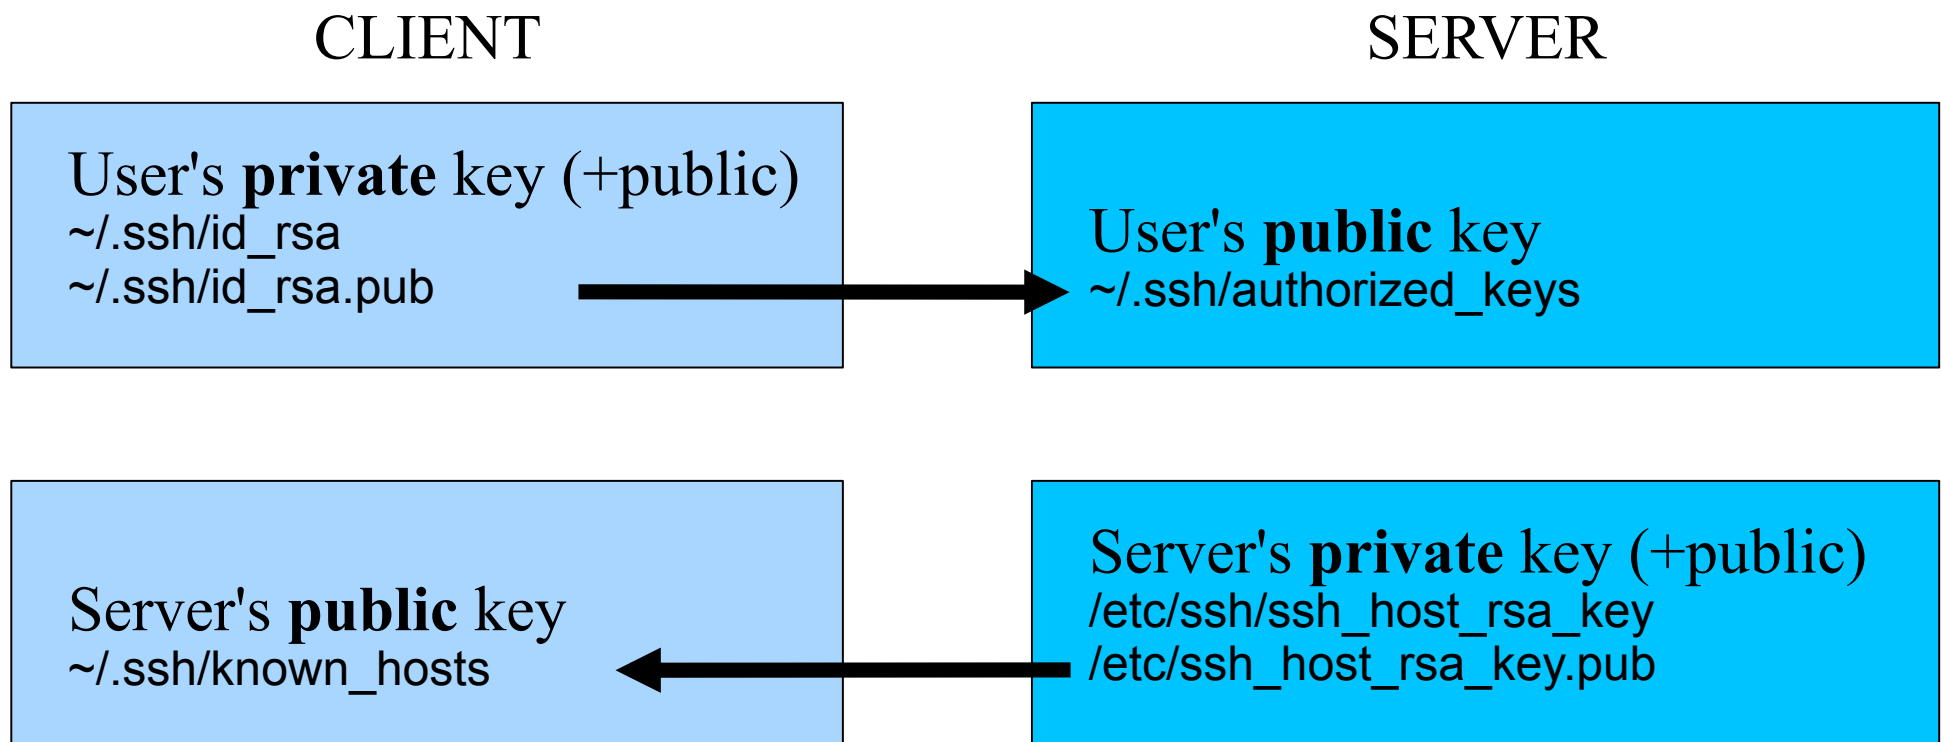 CLIENT
SERVER
User's private key (+public)
~/.ssh/id_rsa
~/.ssh/id_rsa.pub
User's public key
~/.ssh/authorized_keys
Server's public key
~/.ssh/known_hosts
Server's private key (+public)
/etc/ssh/ssh_host_rsa_key
/etc/ssh_host_rsa_key.pub